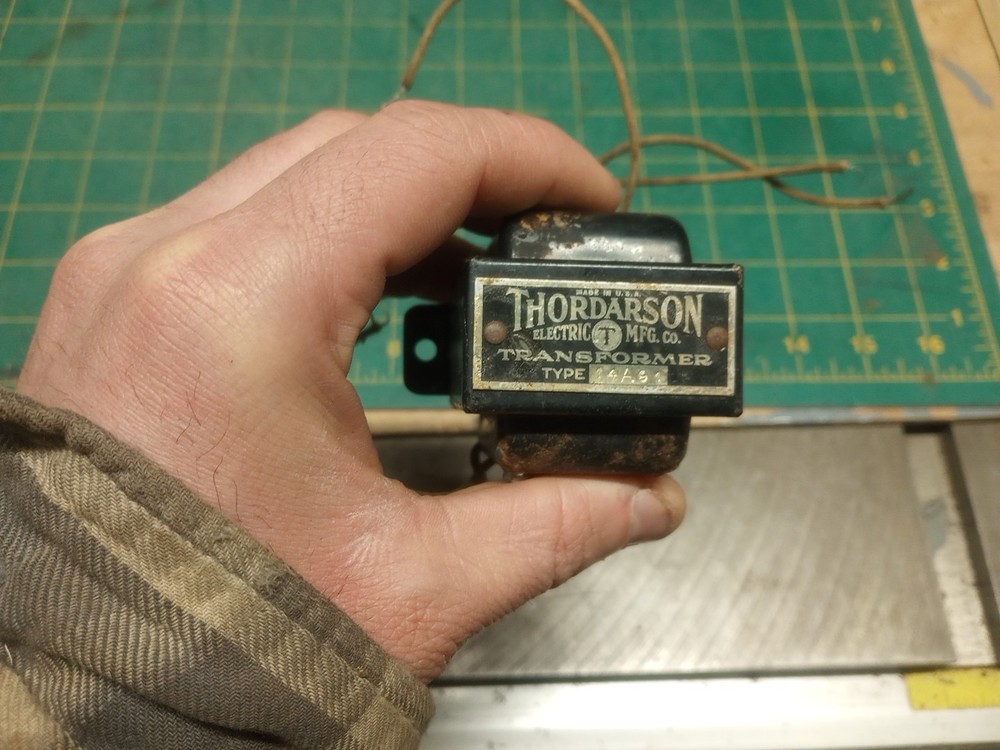 MADE IN U.S.A.
THORDARSON
ELECTRIC T MFG. CO.
TRANSFORMER
TYPE
14 15 16